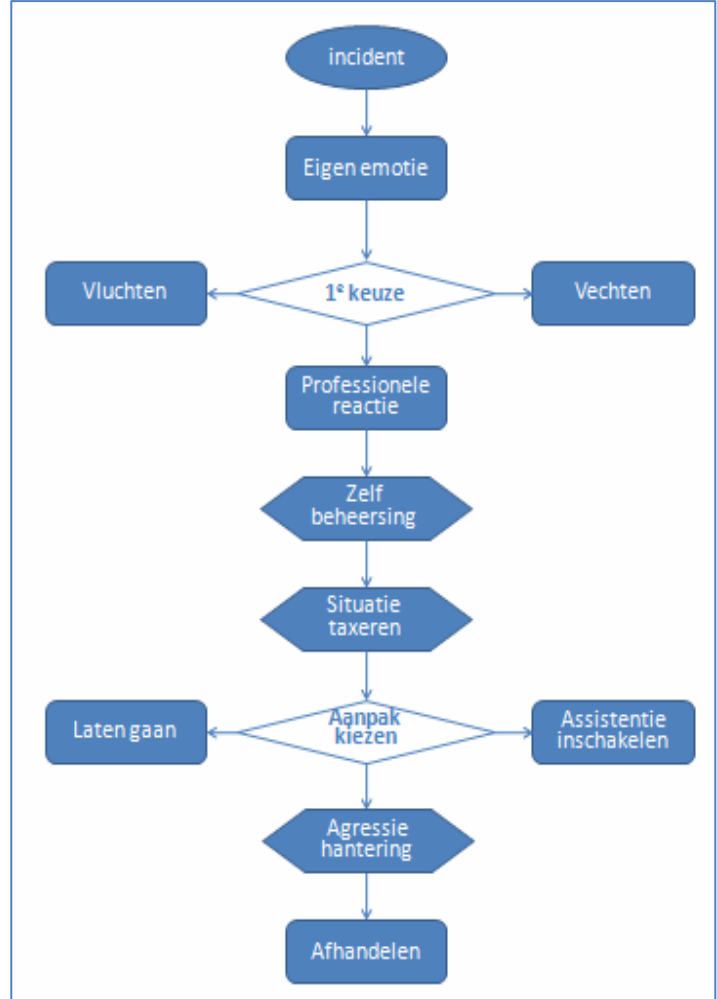 incident
Eigen emotie
Vluchten
1e keuze
Vechten
Professionele
reactie
Zelf
beheersing
Situatie
taxeren
Laten gaan
Aanpak
kiezen
Assistentie
inschakelen
Agressie
hantering
Afhandelen